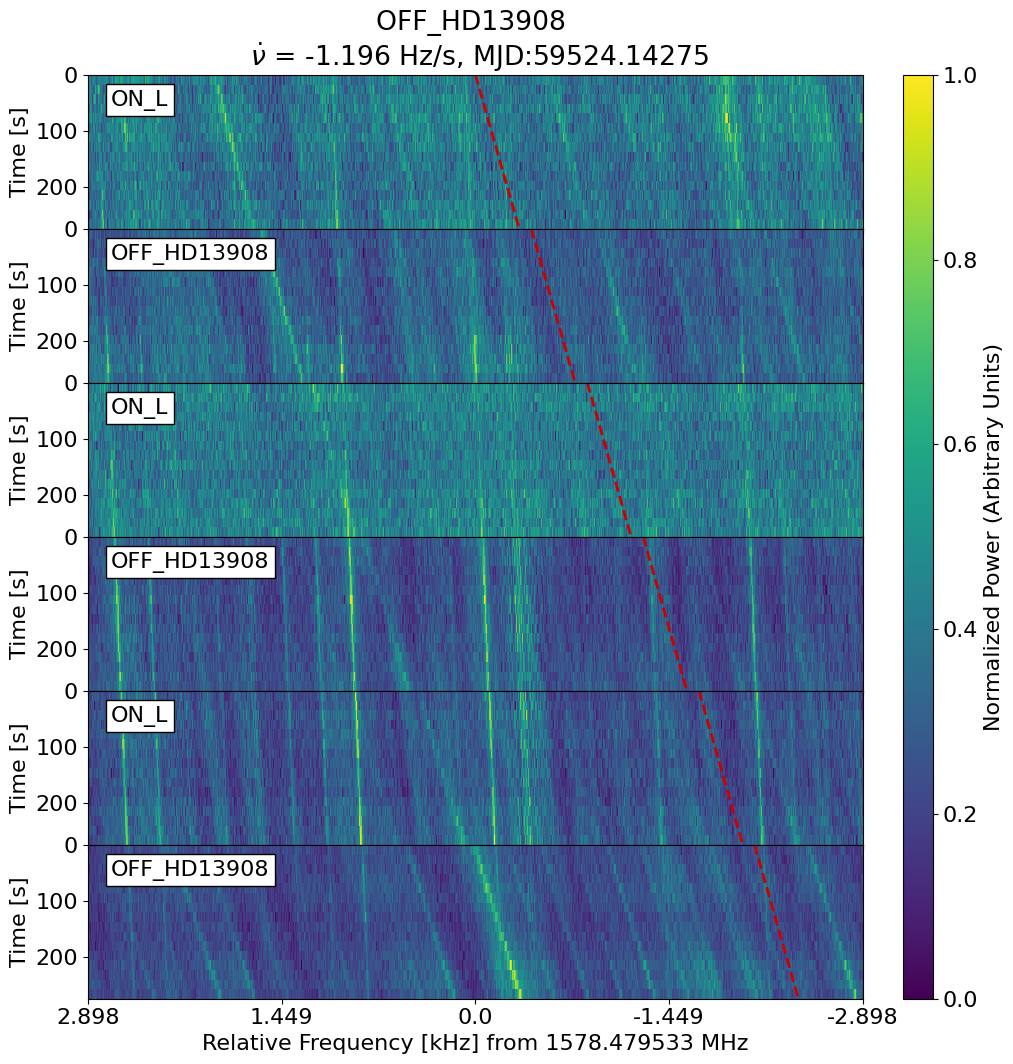 OFF_HD13908
ν̇ = -1.196 Hz/s, MJD:59524.14275
0
ON_L
100
200
Time [s]
0
OFF_HD13908
100
200
Time [s]
0
ON_L
100
200
Time [s]
0
OFF_HD13908
100
200
Time [s]
0
ON_L
100
200
Time [s]
0
OFF_HD13908
100
200
Time [s]
2.898 1.449 0.0 -1.449 -2.898
Relative Frequency [kHz] from 1578.479533 MHz
1.0
0.8
0.6
0.4
0.2
0.0
Normalized Power (Arbitrary Units)